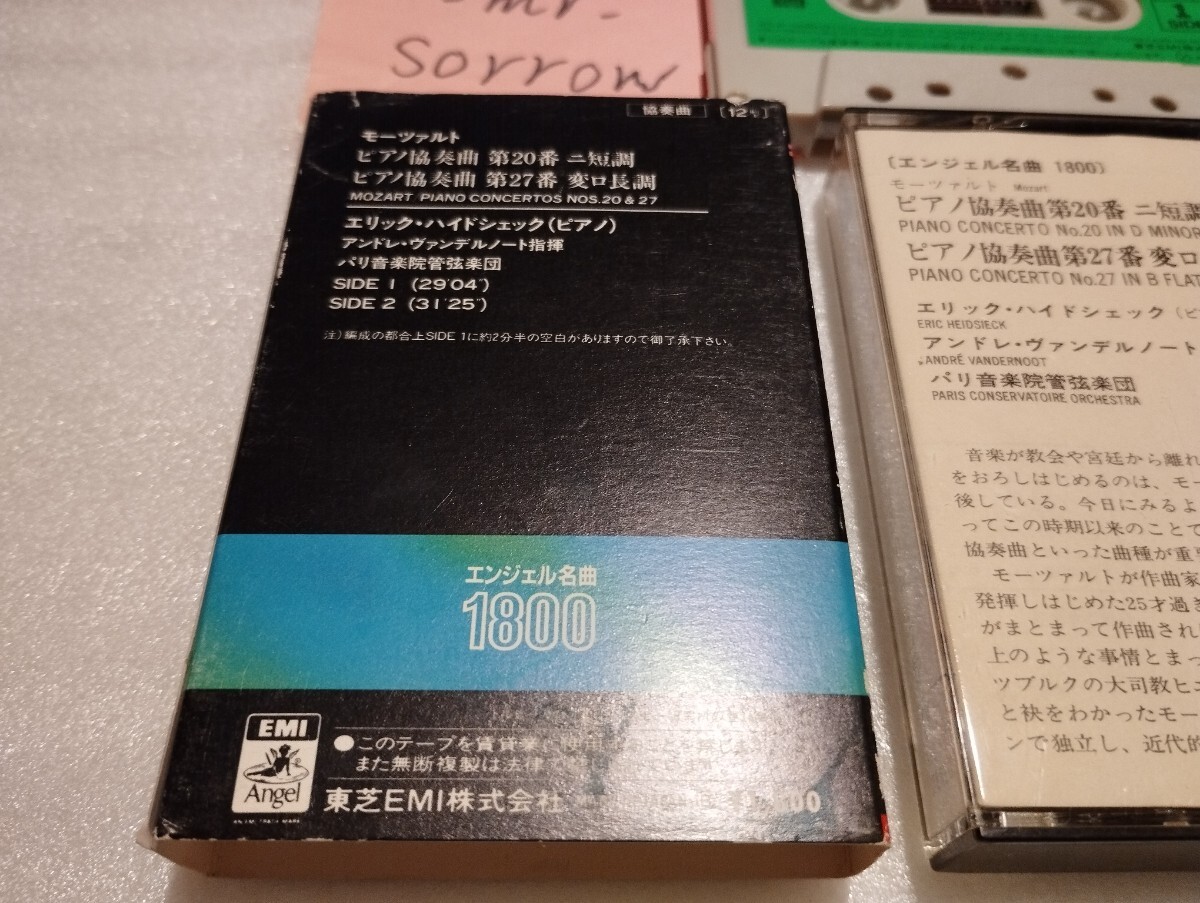 mr.
sorrow
協奏曲
モーツァルト
ピアノ協奏曲 第20番 ニ短調
ピアノ協奏曲 第27番 変ロ長調
MOZART PIANO CONCERTOS NOS.20 & 27
エリック・ハイドシェック(ピアノ)
アンドレ・ヴァンデルノート指揮
パリ音楽院管弦楽団
SIDE 1 (29'04")
SIDE 2 (31'25")
注)編成の都合上SIDE 1に約2分半の空白がありますので御了承下さい。
エンジェル名曲
1800
EMI
Angel
●このテープを賃貸業
また無断複製は法律
東芝EMI株式会社
1
SIDE
〔エンジェル名曲 1800〕
モーツァルト Mozart
ピアノ協奏曲第20番 ニ短調
PIANO CONCERTO No.20 IN D MINOR
ピアノ協奏曲第27番 変ロ
PIANO CONCERTO No.27 IN B FLAT
エリック・ハイドシェック
ERIC HEIDSIECK
アンドレ・ヴァンデルノート
ANDRÉ VANDERNOOT
パリ音楽院管弦楽団
PARIS CONSERVATOIRE ORCHESTRA
音楽が教会や宮廷から離れ
をおろしはじめるのは、モー
後している。今日にみるよ
ってこの時期以来のことで
協奏曲といった曲種が重
モーツァルトが作曲家
発揮しはじめた25才過ぎ
がまとまって作曲され
上のような事情とまっ
ツブルクの大司教ヒエ
と袂をわかったモー
ンで独立し、近代的